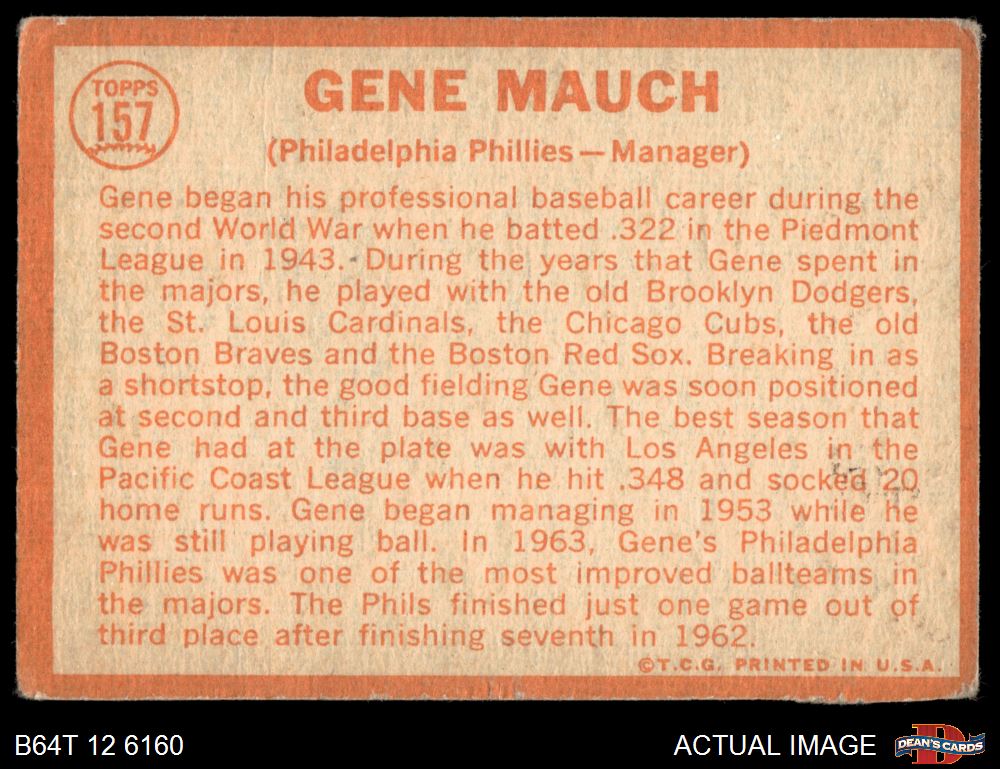 TOPPS
157
GENE MAUCH
(Philadelphia Phillies—Manager)
Gene began his professional baseball career during the
second World War when he batted .322 in the Piedmont
League in 1943. During the years that Gene spent in
the majors, he played with the old Brooklyn Dodgers,
the St. Louis Cardinals, the Chicago Cubs, the old
Boston Braves and the Boston Red Sox. Breaking in as
a shortstop, the good fielding Gene was soon positioned
at second and third base as well. The best season that
Gene had at the plate was with Los Angeles in the
Pacific Coast League when he hit .348 and socked 20
home runs. Gene began managing in 1953 while he
was still playing ball. In 1963, Gene's Philadelphia
Phillies was one of the most improved ballteams in
the majors. The Phils finished just one game out of
third place after finishing seventh in 1962.
©T.C.G. PRINTED IN U.S.A.
B64T 12 6160
ACTUAL IMAGE
D
DEAN'S CARDS